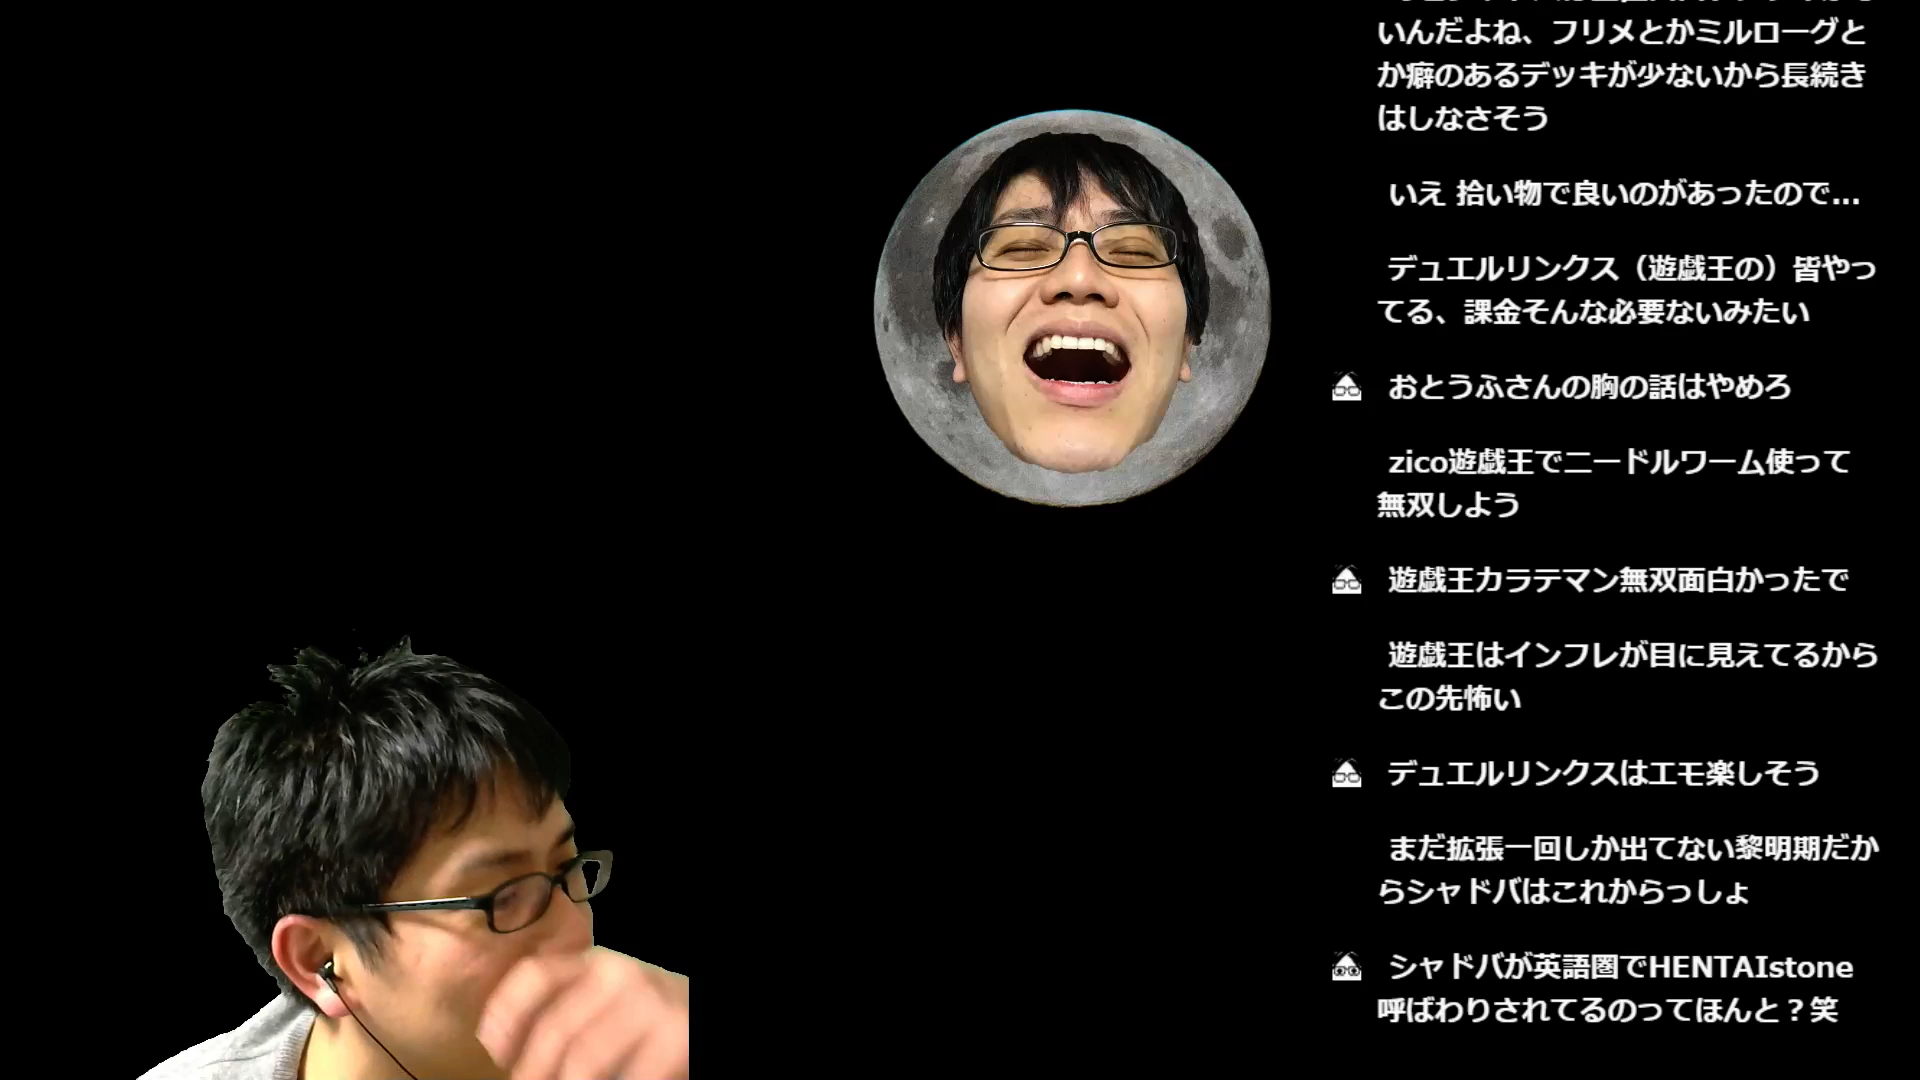 いんだよね、フリメとかミルローグと
か癖のあるデッキが少ないから長続き
はしなさそう
いえ 拾い物で良いのがあったので...
デュエルリンクス（遊戯王の）皆やっ
てる、課金そんな必要ないみたい
おとうふさんの胸の話はやめろ
zico遊戯王でニードルワーム使って
無双しよう
遊戯王カラテマン無双面白かったで
遊戯王はインフレが目に見えてるから
この先怖い
デュエルリンクスはエモ楽しそう
まだ拡張一回しか出てない黎明期だか
らシャドバはこれからっしょ
シャドバが英語圏でHENTAIstone
呼ばわりされてるのってほんと？笑